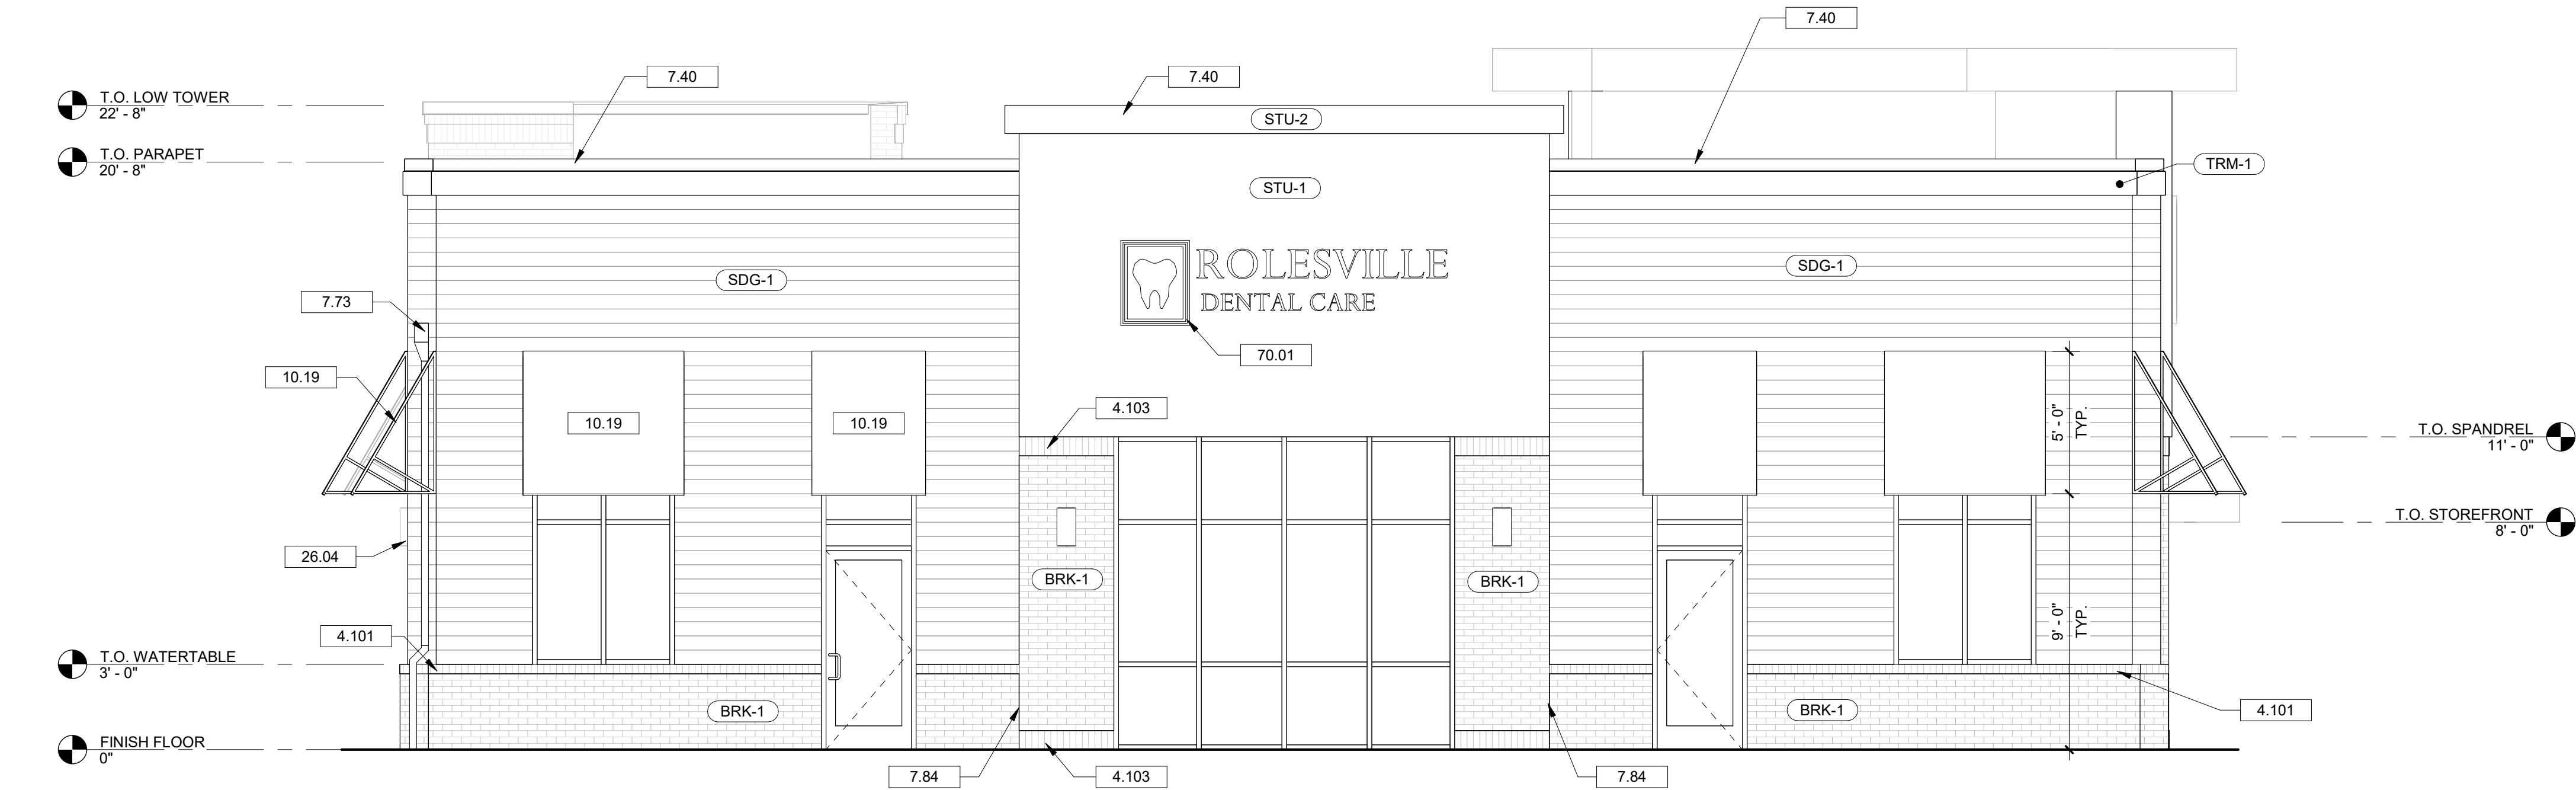 7.40
7.40
7.40
T.O. LOW TOWER
22' - 8"
STU-2
T.O. PARAPET
20' - 8"
TRM-1
STU-1
ROLESVILLE
DENTAL CARE
SDG-1
SDG-1
7.73
70.01
10.19
10.19
10.19
4.103
5' - 0"
TYP.
T.O. SPANDREL
11' - 0"
T.O. STOREFRONT
8' - 0"
26.04
BRK-1
BRK-1
9' - 0"
TYP.
4.101
T.O. WATERTABLE
3' - 0"
BRK-1
BRK-1
4.101
FINISH FLOOR
0"
7.84
4.103
7.84